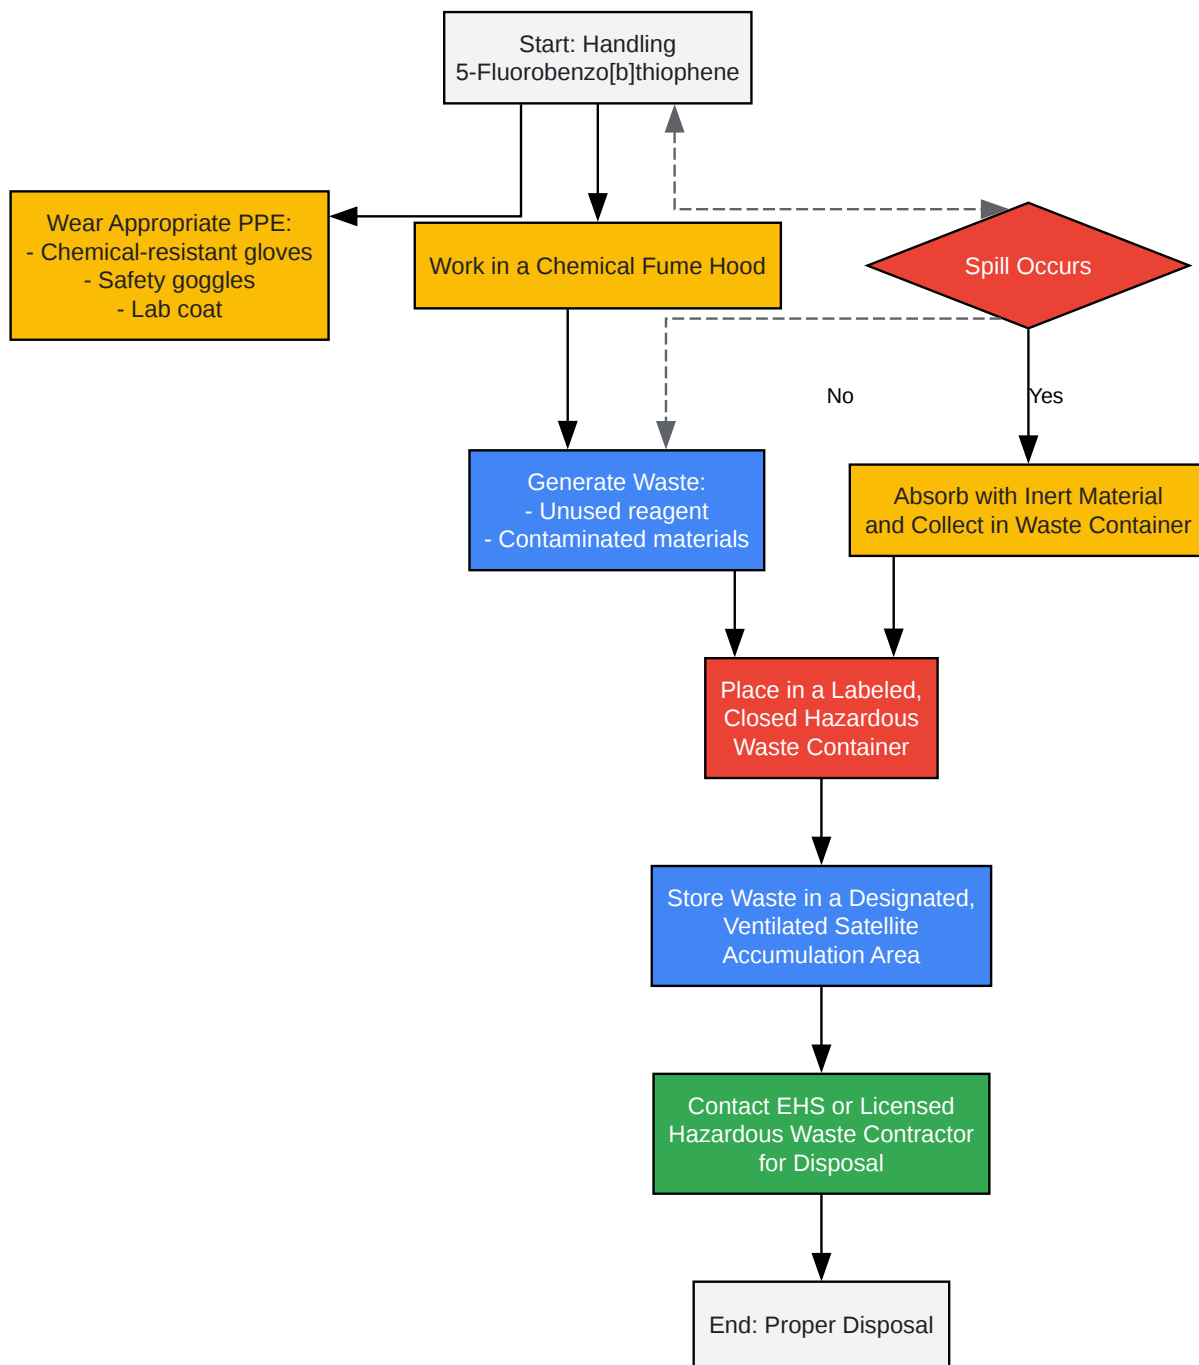 Start: Handling
5-Fluorobenzo[b]thiophene
Wear Appropriate PPE:
- Chemical-resistant gloves
- Safety goggles
- Lab coat
Work in a Chemical Fume Hood
Spill Occurs
No
Yes
Generate Waste:
- Unused reagent
- Contaminated materials
Absorb with Inert Material
and Collect in Waste Container
Place in a Labeled,
Closed Hazardous
Waste Container
Store Waste in a Designated,
Ventilated Satellite
Accumulation Area
Contact EHS or Licensed
Hazardous Waste Contractor
for Disposal
End: Proper Disposal